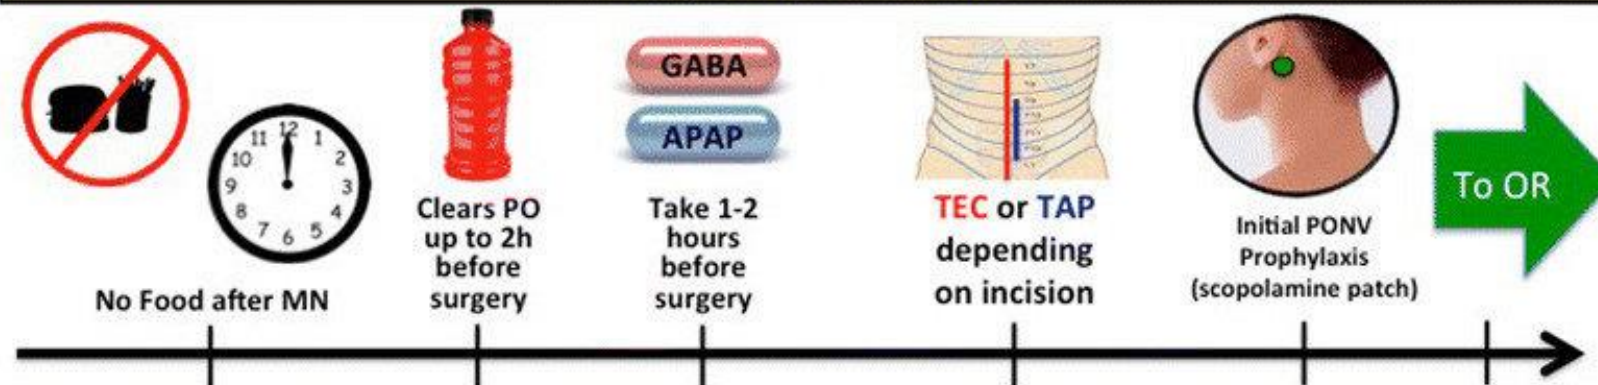 12
1
2
3
4
5
6
7
8
9
10
11
No Food after MN
Clears PO
up to 2h
before
surgery
GABA
APAP
Take 1-2
hours
before
surgery
TEC or TAP
depending
on incision
Initial PONV
Prophylaxis
(scopolamine patch)
To OR